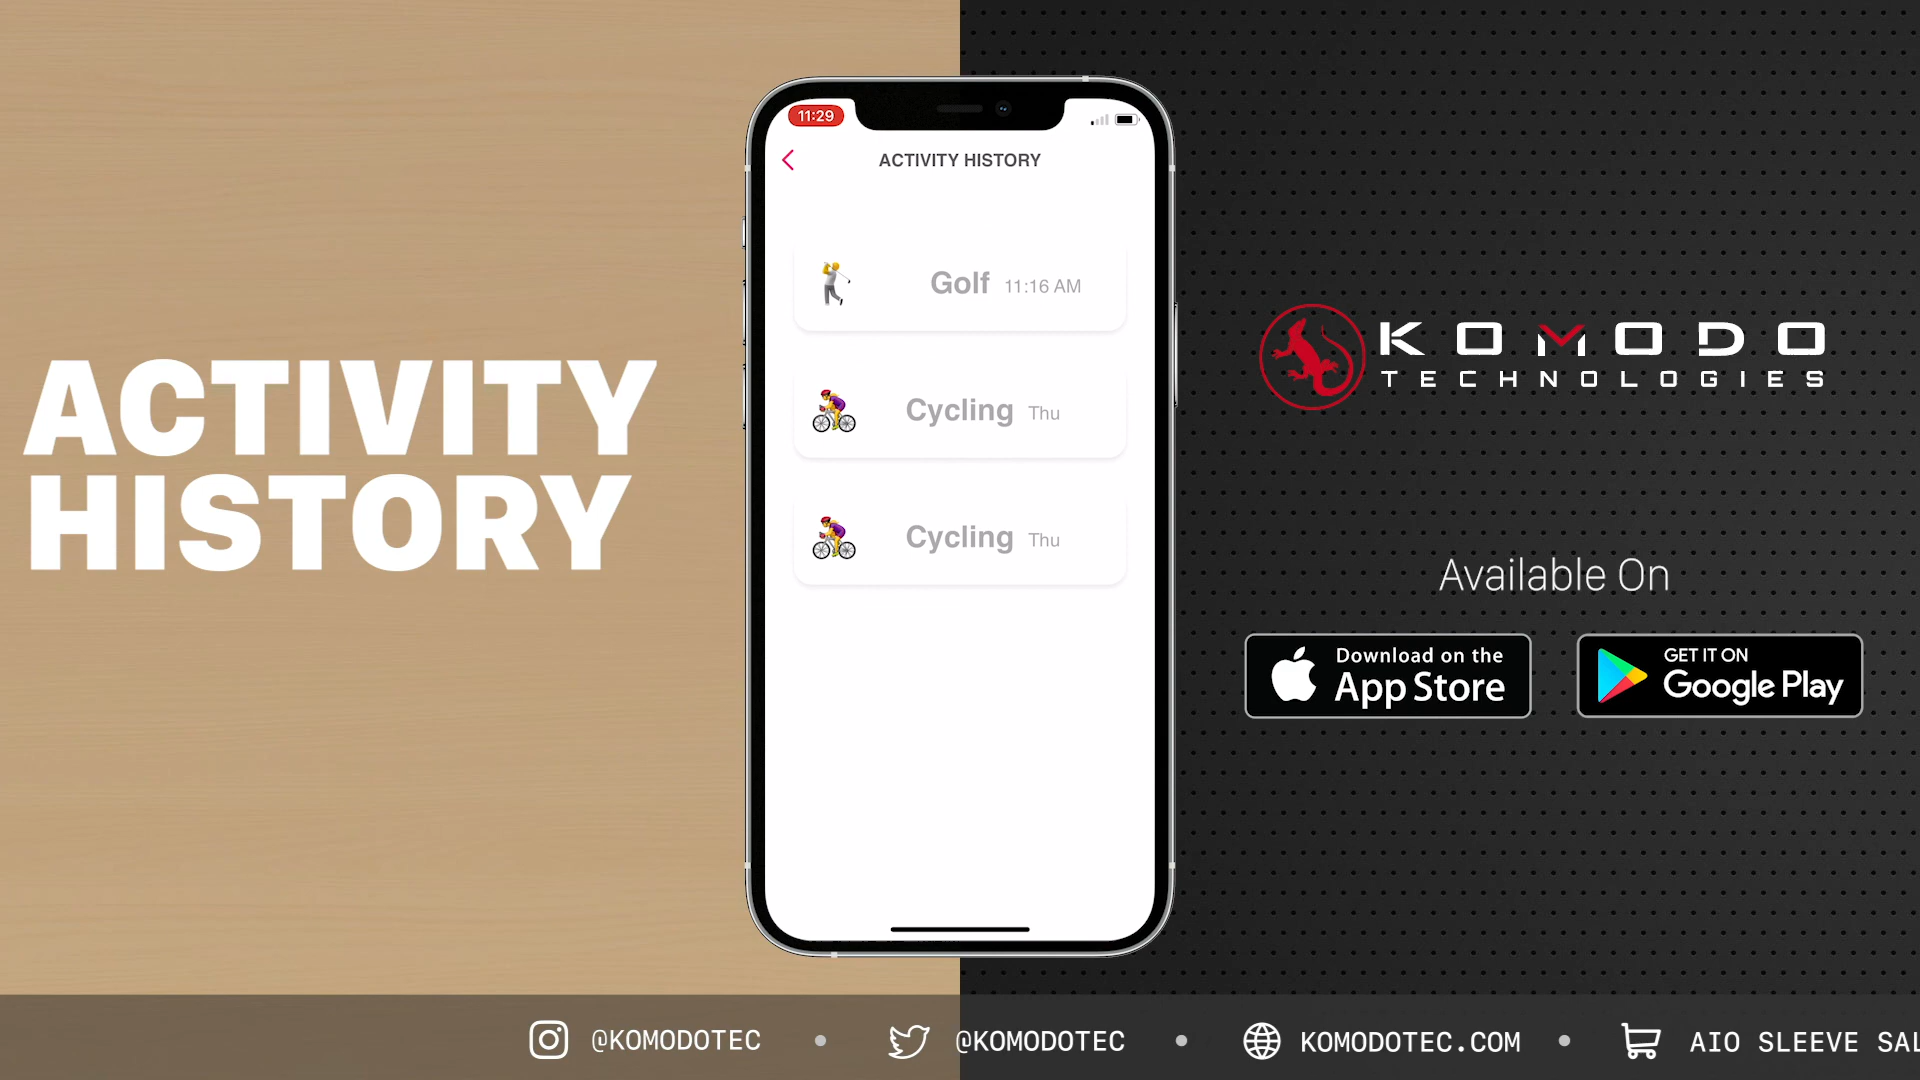 ACTIVITY
HISTORY
11:29
ACTIVITY HISTORY
Golf 11:16 AM
Cycling Thu
Cycling Thu
KOMODO
TECHNOLOGIES
Available On
Download on the
App Store
GET IT ON
Google Play
@KOMODOTEC • @KOMODOTEC • KOMODOTEC.COM • AIO SLEEVE